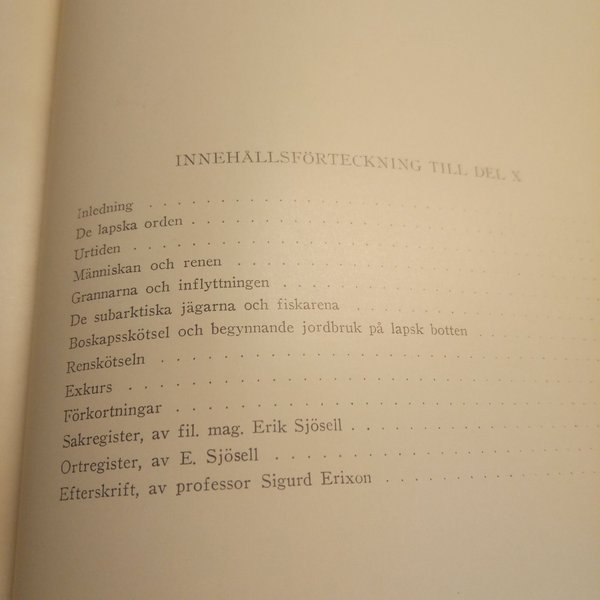 INNEHÅLLSFÖRTECKNING TILL DEL X
Inledning . . . . . . . . . . . . . . . . . . . . .
De lapska orden . . . . . . . . . . . . . . . . . .
Urtiden . . . . . . . . . . . . . . . . . . . . . .
Människan och renen . . . . . . . . . . . . . . . .
Grannarna och inflyttningen . . . . . . . . . . . .
De subarktiska jägarna och fiskarena . . . . . . . .
Boskapsskötsel och begynnande jordbruk på lapsk botten . . . .
Renskötseln . . . . . . . . . . . . . . . . . . . .
Exkurs . . . . . . . . . . . . . . . . . . . . . .
Förkortningar . . . . . . . . . . . . . . . . . . .
Sakregister, av fil. mag. Erik Sjösell . . . . . . . .
Ortregister, av E. Sjösell . . . . . . . . . . . . .
Efterskrift, av professor Sigurd Erixon . . . . . . .